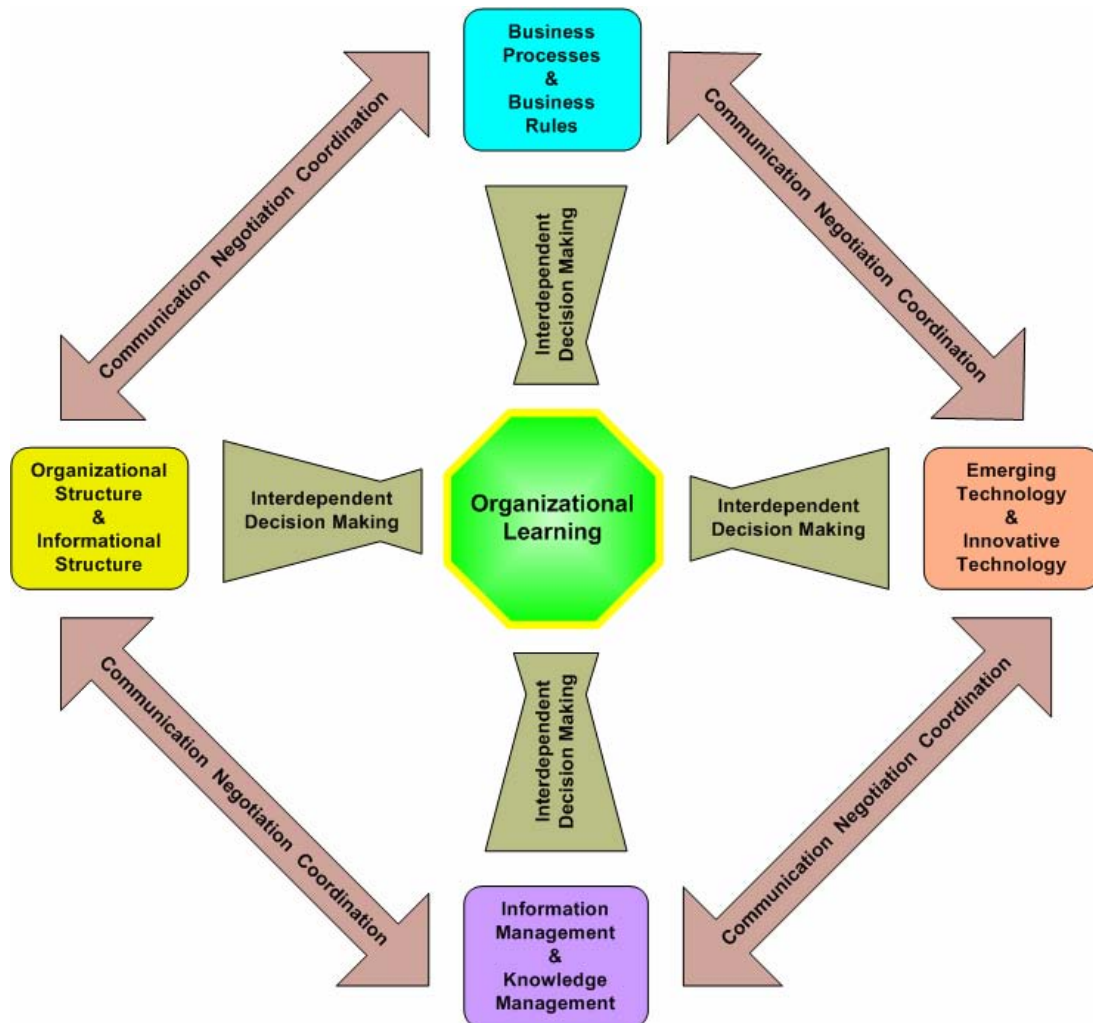 Business
Processes
&
Business
Rules
Communication Negotiation Coordination
Communication Negotiation Coordination
Interdependent
Decision Making
Organizational
Structure
&
Informational
Structure
Interdependent
Decision Making
Organizational
Learning
Interdependent
Decision Making
Emerging
Technology
&
Innovative
Technology
Interdependent
Decision Making
Communication Negotiation Coordination
Communication Negotiation Coordination
Information
Management
&
Knowledge
Management